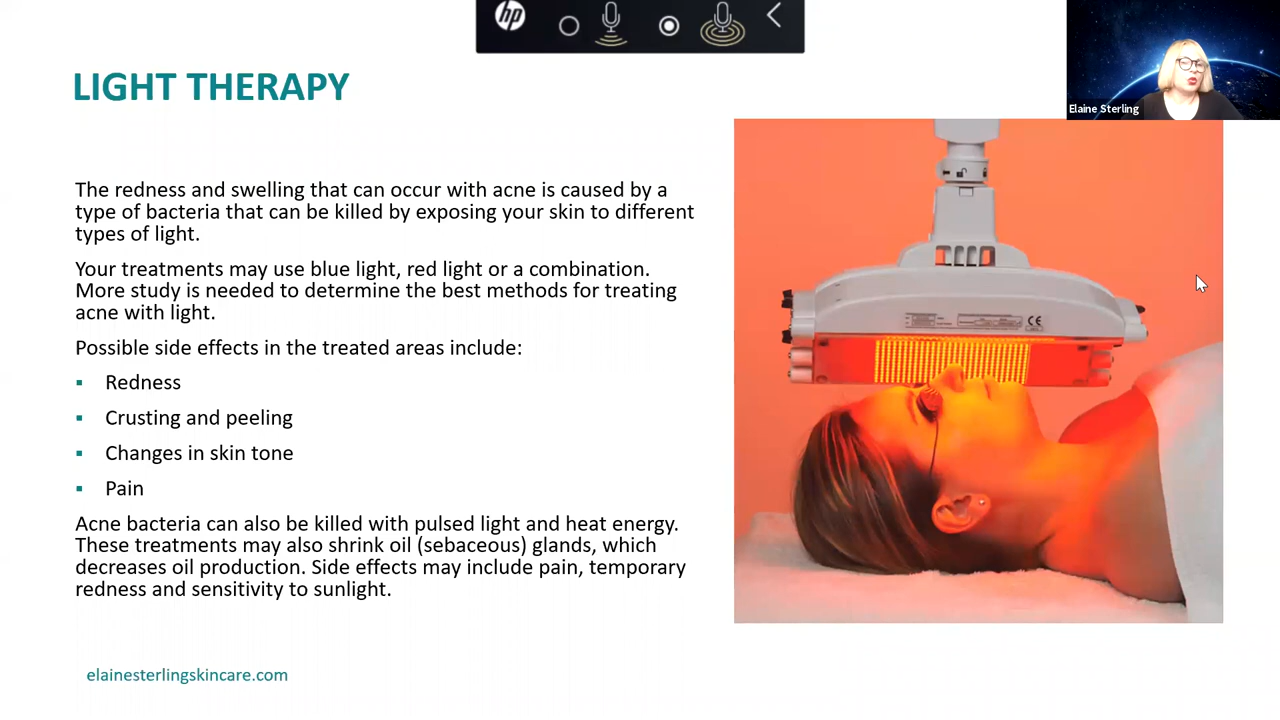 hp
LIGHT THERAPY
Elaine Sterling
The redness and swelling that can occur with acne is caused by a
type of bacteria that can be killed by exposing your skin to different
types of light.
Your treatments may use blue light, red light or a combination.
More study is needed to determine the best methods for treating
acne with light.
Possible side effects in the treated areas include:
▪ Redness
▪ Crusting and peeling
▪ Changes in skin tone
▪ Pain
Acne bacteria can also be killed with pulsed light and heat energy.
These treatments may also shrink oil (sebaceous) glands, which
decreases oil production. Side effects may include pain, temporary
redness and sensitivity to sunlight.
CE
elainesterlingskincare.com